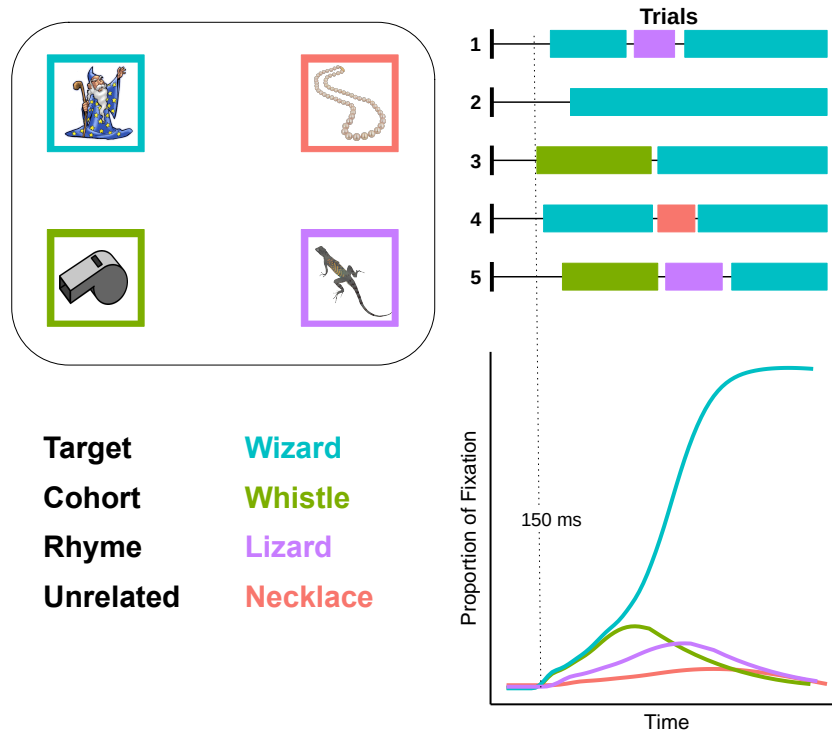 Trials
1
2
3
4
5
Target Wizard
Cohort Whistle
Rhyme Lizard
Unrelated Necklace
Proportion of Fixation
150 ms
Time